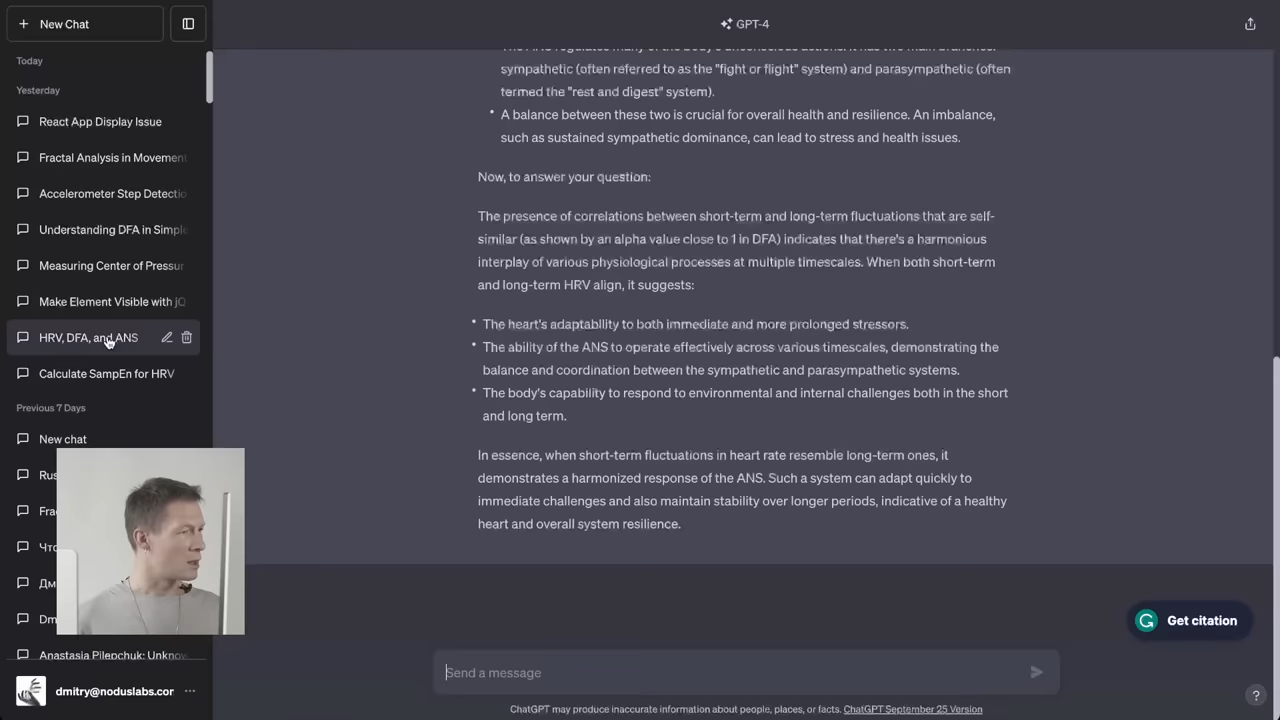 New Chat
GPT-4
Today
Yesterday
React App Display Issue
Fractal Analysis in Movement
Accelerometer Step Detectio
Understanding DFA in Simple
Measuring Center of Pressur
Make Element Visible with jQ
HRV, DFA, and ANS
Calculate SampEn for HRV
Previous 7 Days
New chat
Rus
Fra
Что
Дм
Dm
Anastasia Pilepchuk: Unknow
dmitry@noduslabs.cor
sympathetic (often referred to as the "fight or flight" system) and parasympathetic (often
termed the "rest and digest" system).
• A balance between these two is crucial for overall health and resilience. An imbalance,
such as sustained sympathetic dominance, can lead to stress and health issues.
Now, to answer your question:
The presence of correlations between short-term and long-term fluctuations that are self-
similar (as shown by an alpha value close to 1 in DFA) indicates that there's a harmonious
interplay of various physiological processes at multiple timescales. When both short-term
and long-term HRV align, it suggests:
• The heart's adaptability to both immediate and more prolonged stressors.
• The ability of the ANS to operate effectively across various timescales, demonstrating the
balance and coordination between the sympathetic and parasympathetic systems.
• The body's capability to respond to environmental and internal challenges both in the short
and long term.
In essence, when short-term fluctuations in heart rate resemble long-term ones, it
demonstrates a harmonized response of the ANS. Such a system can adapt quickly to
immediate challenges and also maintain stability over longer periods, indicative of a healthy
heart and overall system resilience.
Get citation
Send a message
ChatGPT may produce inaccurate information about people, places, or facts. ChatGPT September 25 Version
?